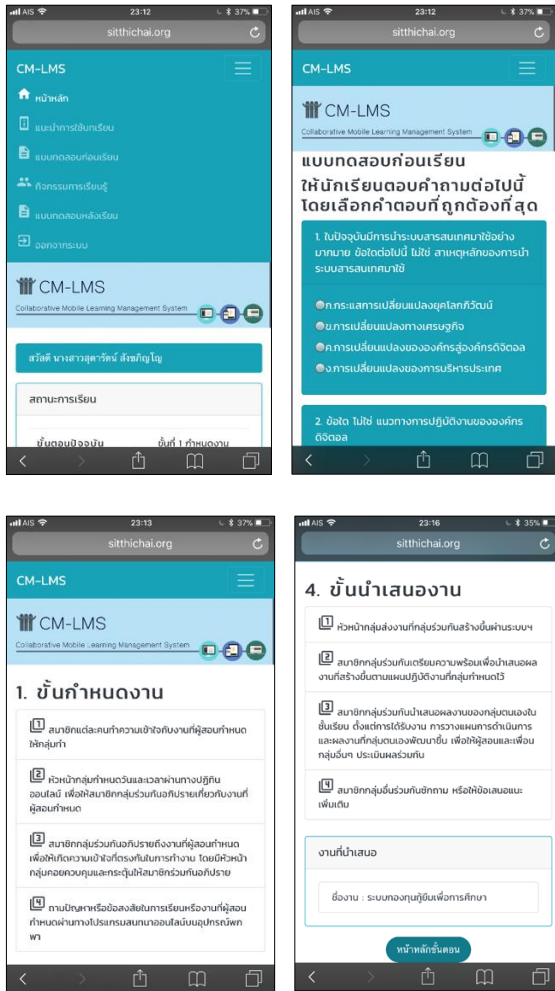 AIS 23:12 37%
sitthichai.org
CM-LMS
หน้าหลัก
แนะนำการใช้บทเรียน
แบบทดสอบก่อนเรียน
กิจกรรมการเรียนรู้
แบบทดสอบหลังเรียน
ออกจากระบบ
CM-LMS
Collaborative Mobile Learning Management System
สวัสดี นางสาวสุดารัตน์ สังขภิญโญ
สถานะการเรียน
ขั้นตอนปัจจุบัน ขั้นที่ 1 กำหนดงาน
AIS 23:12 37%
sitthichai.org
CM-LMS
CM-LMS
Collaborative Mobile Learning Management System
แบบทดสอบก่อนเรียน
ให้นักเรียนตอบคำถามต่อไปนี้
โดยเลือกคำตอบที่ถูกต้องที่สุด
1. ในปัจจุบันมีการนำระบบสารสนเทศมาใช้อย่าง
มากมาย ข้อใดต่อไปนี้ ไม่ใช่ สาเหตุหลักของการนำ
ระบบสารสนเทศมาใช้
ก.กระแสการเปลี่ยนแปลงยุคโลกภิวัฒน์
ข.การเปลี่ยนแปลงทางเศรษฐกิจ
ค.การเปลี่ยนแปลงขององค์กรสู่องค์กรดิจิตอล
ง.การเปลี่ยนแปลงของการบริหารประเทศ
2. ข้อใด ไม่ใช่ แนวทางการปฏิบัติงานขององค์กร
ดิจิตอล
AIS 23:13 37%
sitthichai.org
CM-LMS
CM-LMS
Collaborative Mobile Learning Management System
1. ขั้นกำหนดงาน
1 สมาชิกแต่ละคนทำความเข้าใจกับงานที่ผู้สอนกำหนด
ให้กลุ่มทำ
2 หัวหน้ากลุ่มกำหนดวันและเวลาผ่านทางปฏิทิน
ออนไลน์ เพื่อให้สมาชิกกลุ่มร่วมกันอภิปรายเกี่ยวกับงานที่
ผู้สอนกำหนด
3 สมาชิกกลุ่มร่วมกันอภิปรายถึงงานที่ผู้สอนกำหนด
เพื่อให้เกิดความเข้าใจที่ตรงกันในการทำงาน โดยมีหัวหน้า
กลุ่มคอยควบคุมและกระตุ้นให้สมาชิกร่วมกันอภิปราย
4 ถามปัญหาหรือข้อสงสัยในการเรียนหรืองานที่ผู้สอน
กำหนดผ่านทางโปรแกรมสนทนาออนไลน์บนอุปกรณ์พก
พา
AIS 23:16 35%
sitthichai.org
4. ขั้นนำเสนองาน
1 หัวหน้ากลุ่มส่งงานที่กลุ่มร่วมกันสร้างขึ้นผ่านระบบฯ
2 สมาชิกกลุ่มร่วมกันเตรียมความพร้อมเพื่อนำเสนอผล
งานที่สร้างขึ้นตามแผนปฏิบัติงานที่กลุ่มกำหนดไว้
3 สมาชิกกลุ่มร่วมกันนำเสนอผลงานของกลุ่มตนเองใน
ชั้นเรียน ตั้งแต่การได้รับงาน การวางแผนการดำเนินการ
และผลงานที่กลุ่มตนเองพัฒนาขึ้น เพื่อให้ผู้สอนและเพื่อน
กลุ่มอื่นๆ ประเมินผลร่วมกัน
4 สมาชิกกลุ่มอื่นร่วมกันซักถาม หรือให้ข้อเสนอแนะ
เพิ่มเติม
งานที่นำเสนอ
ชื่องาน : ระบบกองทุนกู้ยืมเพื่อการศึกษา
หน้าหลักขั้นตอน